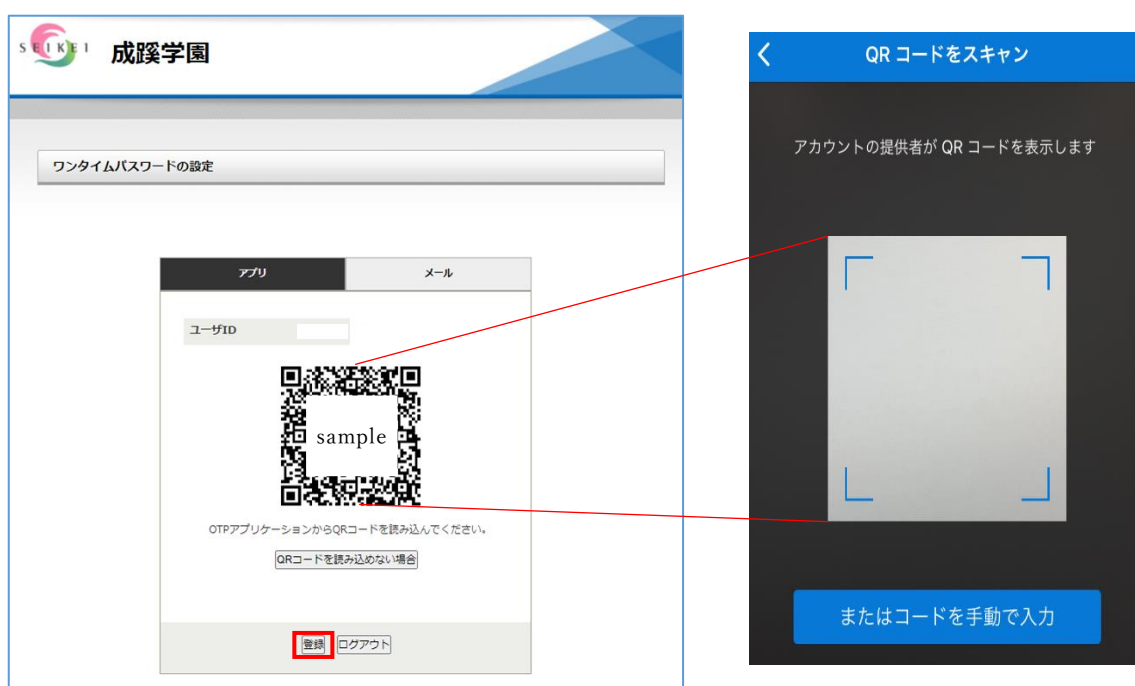 SEIKEI 成蹊学園
ワンタイムパスワードの設定
アプリ メール
ユーザID
sample
OTPアプリケーションからQRコードを読み込んでください。
QRコードを読み込めない場合
登録 ログアウト
QR コードをスキャン
アカウントの提供者が QR コードを表示します
またはコードを手動で入力